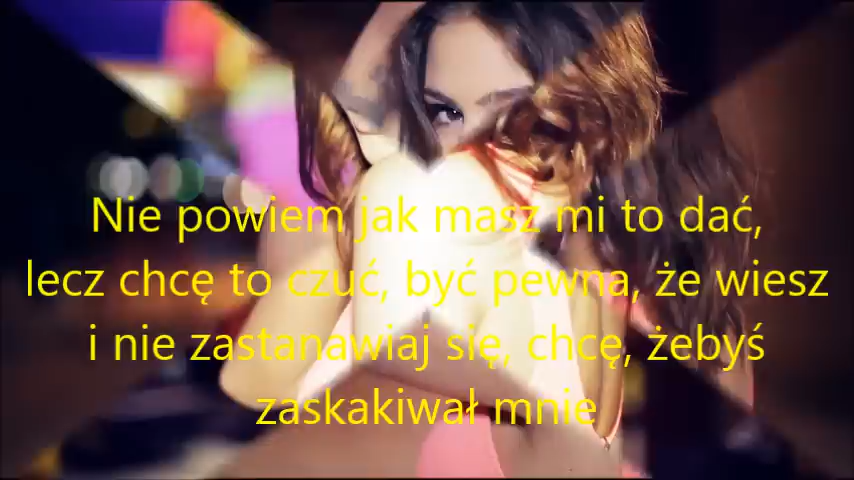 Nie powiem jak masz mi to dać,
lecz chcę to czuć, być pewna, że wiesz
i nie zastanawiaj się, chcę, żebyś
zaskakiwał mnie